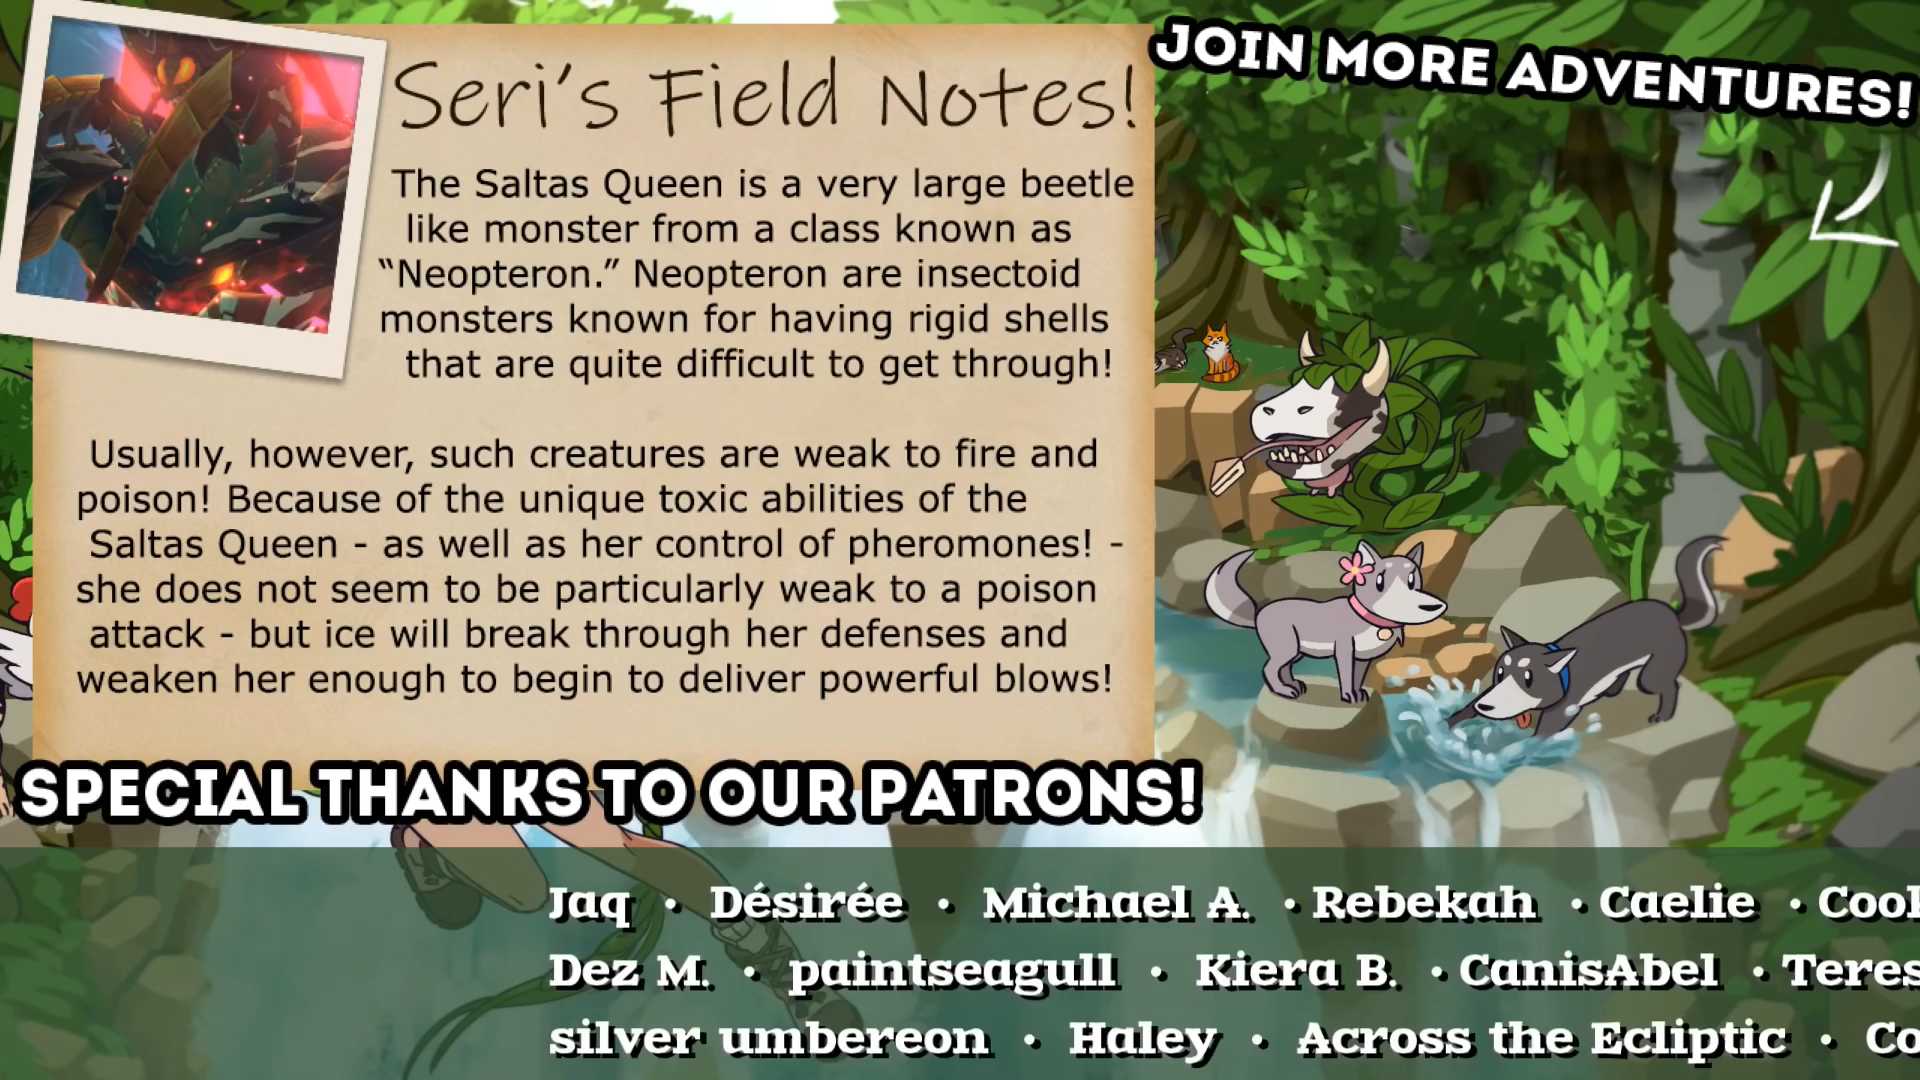 Seri's Field Notes!
JOIN MORE ADVENTURES!
The Saltas Queen is a very large beetle
like monster from a class known as
“Neopteron.” Neopteron are insectoid
monsters known for having rigid shells
that are quite difficult to get through!
Usually, however, such creatures are weak to fire and
poison! Because of the unique toxic abilities of the
Saltas Queen - as well as her control of pheromones! -
she does not seem to be particularly weak to a poison
attack - but ice will break through her defenses and
weaken her enough to begin to deliver powerful blows!
SPECIAL THANKS TO OUR PATRONS!
Jaq • Désirée • Michael A. • Rebekah • Caelie •
Dez M. • paintseagull • Kiera B. • CanisAbel •
silver umbereon • Haley • Across the Ecliptic •